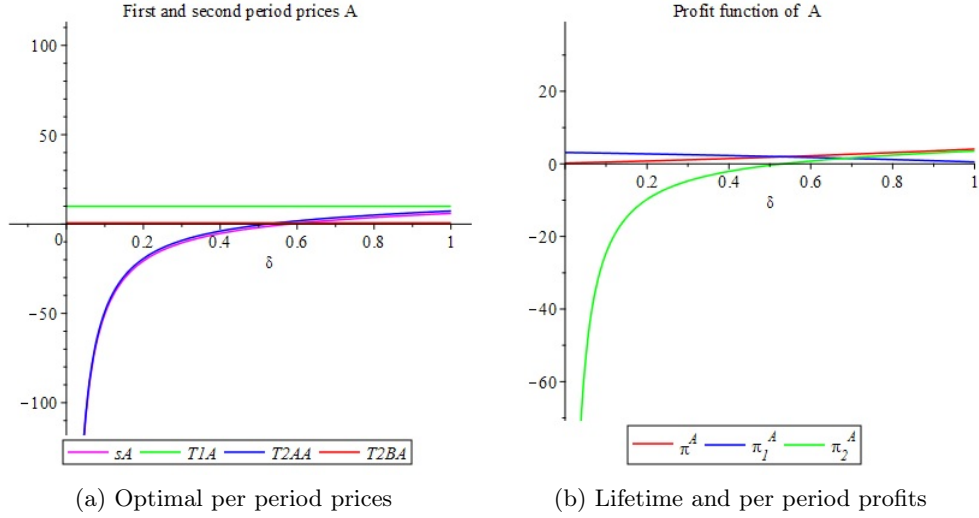 First and second period prices A
100
50
0
0.2
0.4
0.6
0.8
1
δ
−50
−100
sA T1A T2AA T2BA
(a) Optimal per period prices
Profit function of A
20
0
0.2
0.4
0.6
0.8
1
δ
−20
−40
−60
π^A π_1^A π_2^A
(b) Lifetime and per period profits